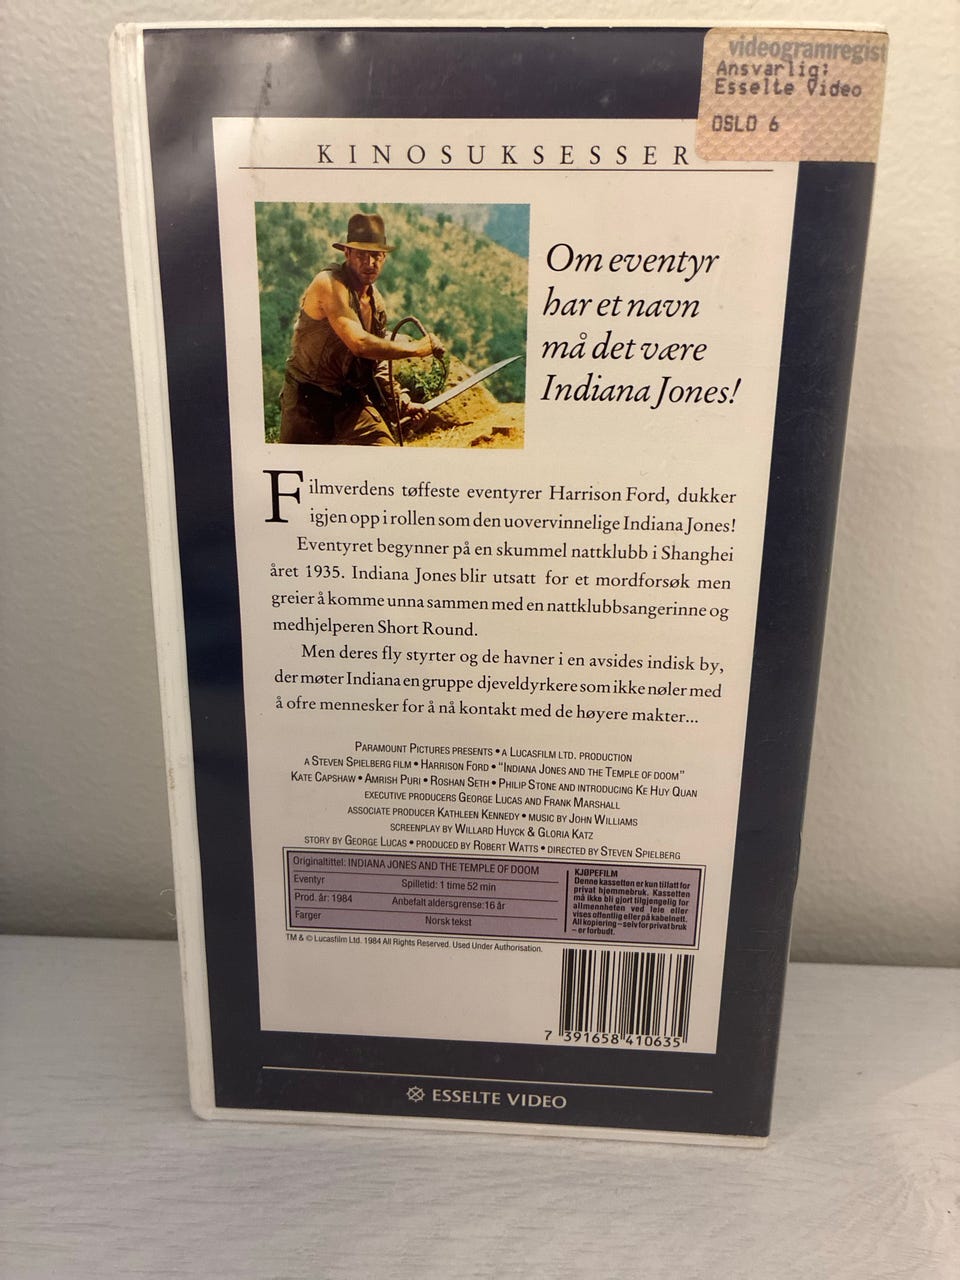 videogramregist
Ansvarlig:
Esselte Video
OSLO 6
KINOSUKSESSER
Om eventyr
har et navn
må det være
Indiana Jones!
Filmverdens tøffeste eventyrer Harrison Ford, dukker
igjen opp i rollen som den uovervinnelige Indiana Jones!
Eventyret begynner på en skummel nattklubb i Shanghei
året 1935. Indiana Jones blir utsatt for et mordforsøk men
greier å komme unna sammen med en nattklubbsangerinne og
medhjelperen Short Round.
Men deres fly styrter og de havner i en avsides indisk by,
der møter Indiana en gruppe djeveldyrkere som ikke nøler med
å ofre mennesker for å nå kontakt med de høyere makter...
PARAMOUNT PICTURES PRESENTS • A LUCASFILM LTD. PRODUCTION
A STEVEN SPIELBERG FILM • HARRISON FORD • "INDIANA JONES AND THE TEMPLE OF DOOM"
KATE CAPSHAW • AMRISH PURI • ROSHAN SETH • PHILIP STONE AND INTRODUCING KE HUY QUAN
EXECUTIVE PRODUCERS GEORGE LUCAS AND FRANK MARSHALL
ASSOCIATE PRODUCER KATHLEEN KENNEDY • MUSIC BY JOHN WILLIAMS
SCREENPLAY BY WILLARD HUYCK & GLORIA KATZ
STORY BY GEORGE LUCAS • PRODUCED BY ROBERT WATTS • DIRECTED BY STEVEN SPIELBERG
Originaltittel: INDIANA JONES AND THE TEMPLE OF DOOM
Eventyr Spilletid: 1 time 52 min
Prod. år: 1984 Anbefalt aldersgrense: 16 år
Farger Norsk tekst
KJØPEFILM
Denne kassetten er kun tillatt for
privat hjemmebruk. Kassetten
må ikke bli gjort tilgjengelig for
allmennheten ved leie eller
vises offentlig eller på kabelnett.
All kopiering – selv for privat bruk
– er forbudt.
TM & © Lucasfilm Ltd. 1984 All Rights Reserved. Used Under Authorisation.
7 391658 410635
ESSELTE VIDEO